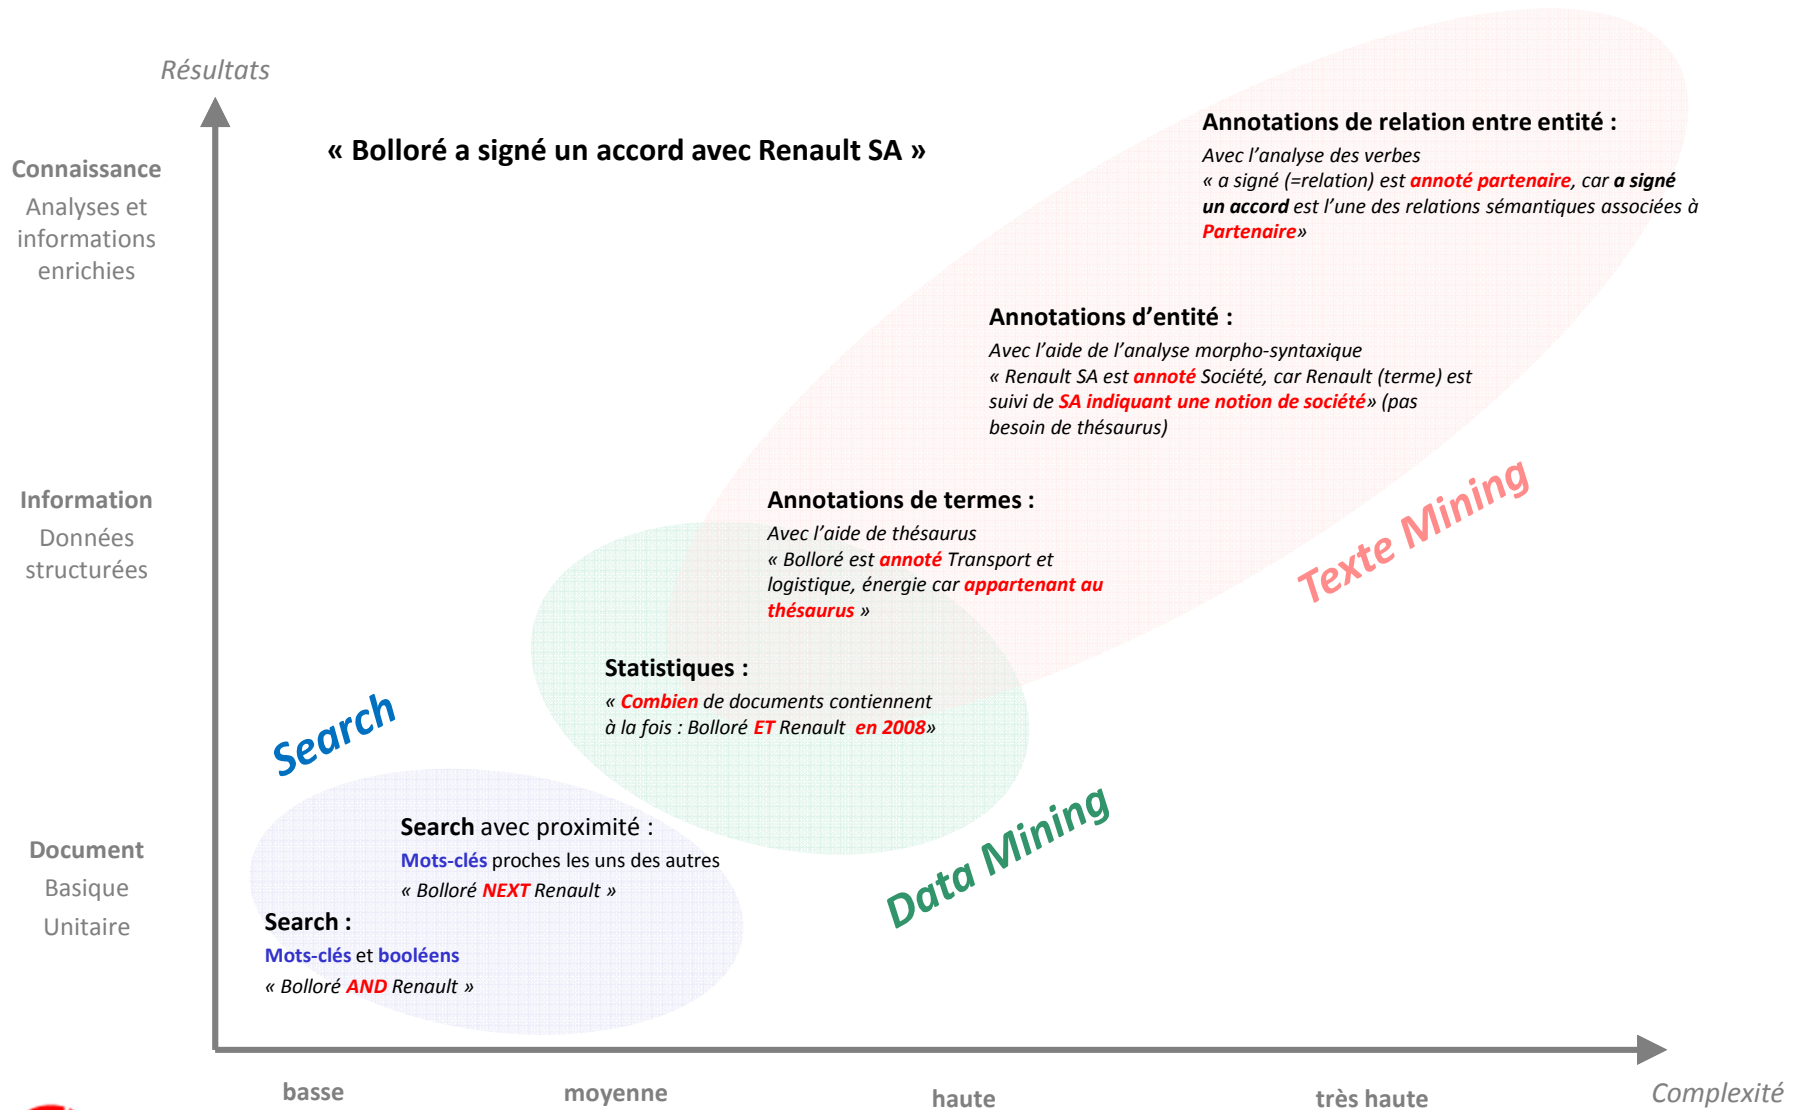 Résultats
Connaissance
Analyses et
informations
enrichies
Information
Données
structurées
Document
Basique
Unitaire
« Bolloré a signé un accord avec Renault SA »
Annotations de relation entre entité :
Avec l’analyse des verbes
« a signé (=relation) est annoté partenaire, car a signé
un accord est l’une des relations sémantiques associées à
Partenaire»
Annotations d’entité :
Avec l’aide de l’analyse morpho-syntaxique
« Renault SA est annoté Société, car Renault (terme) est
suivi de SA indiquant une notion de société» (pas
besoin de thésaurus)
Texte Mining
Annotations de termes :
Avec l’aide de thésaurus
« Bolloré est annoté Transport et
logistique, énergie car appartenant au
thésaurus »
Statistiques :
« Combien de documents contiennent
à la fois : Bolloré ET Renault en 2008»
Data Mining
Search
Search avec proximité :
Mots-clés proches les uns des autres
« Bolloré NEXT Renault »
Search :
Mots-clés et booléens
« Bolloré AND Renault »
basse
moyenne
haute
très haute
Complexité